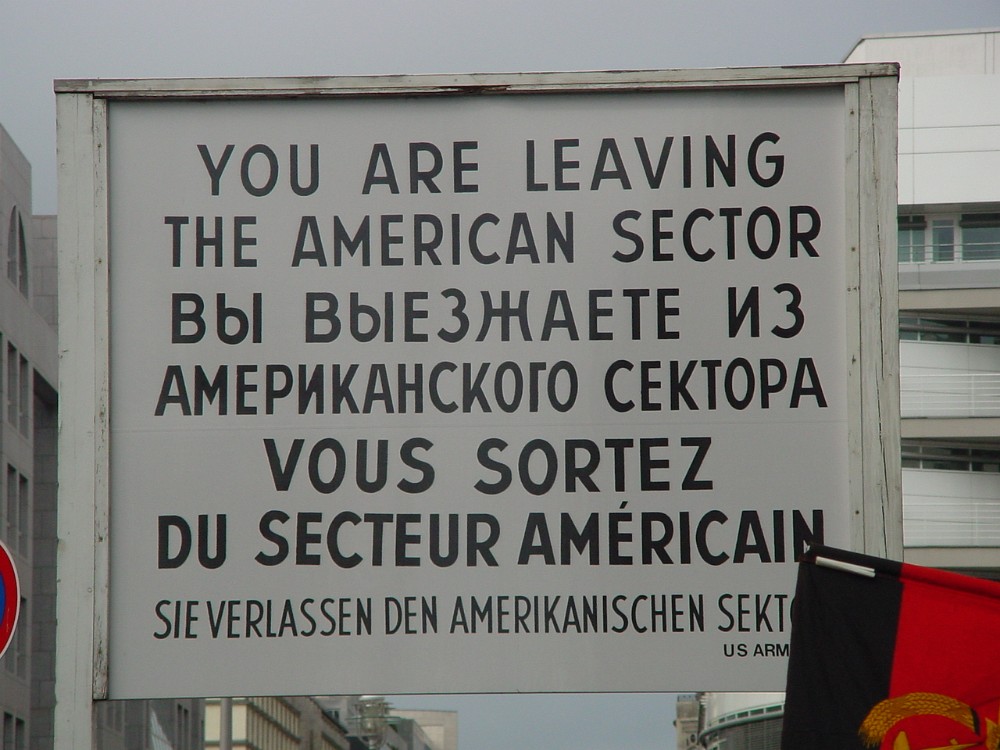 YOU ARE LEAVING
THE AMERICAN SECTOR
ВЫ ВЫЕЗЖАЕТЕ ИЗ
АМЕРИКАНСКОГО СЕКТОРА
VOUS SORTEZ
DU SECTEUR AMÉRICAIN
SIE VERLASSEN DEN AMERIKANISCHEN
US